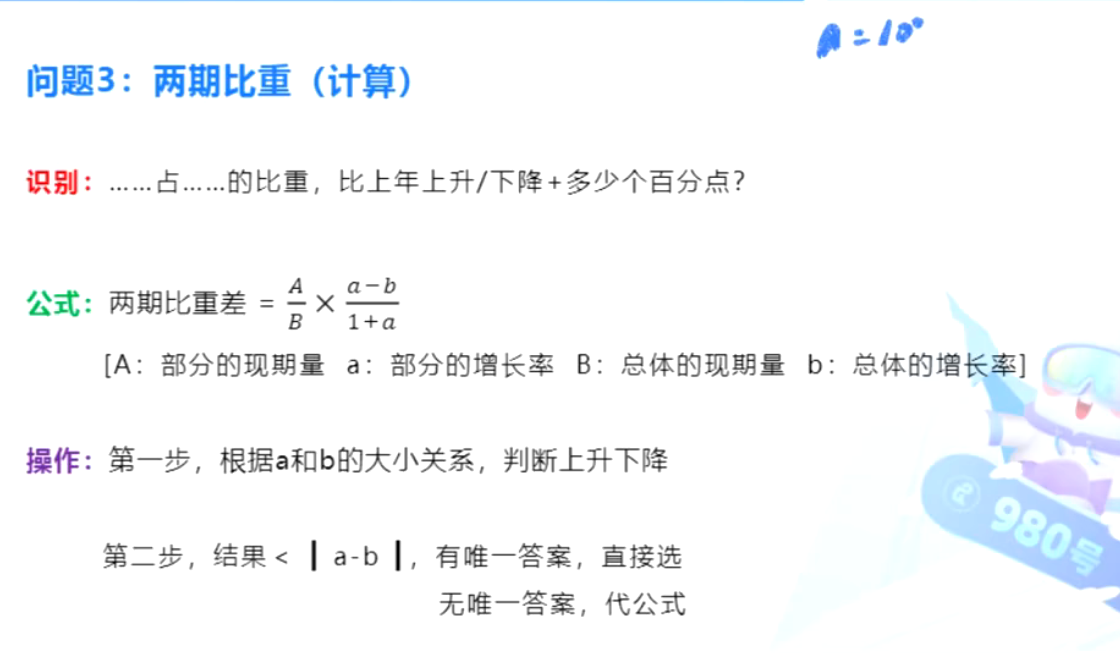 A=100
问题3：两期比重（计算）
识别：……占……的比重，比上年上升/下降+多少个百分点？
公式：两期比重差 = A/B × (a−b)/(1+a)
[A：部分的现期量 a：部分的增长率 B：总体的现期量 b：总体的增长率]
操作：第一步，根据a和b的大小关系，判断上升下降
第二步，结果<┃a-b┃，有唯一答案，直接选
无唯一答案，代公式
980号